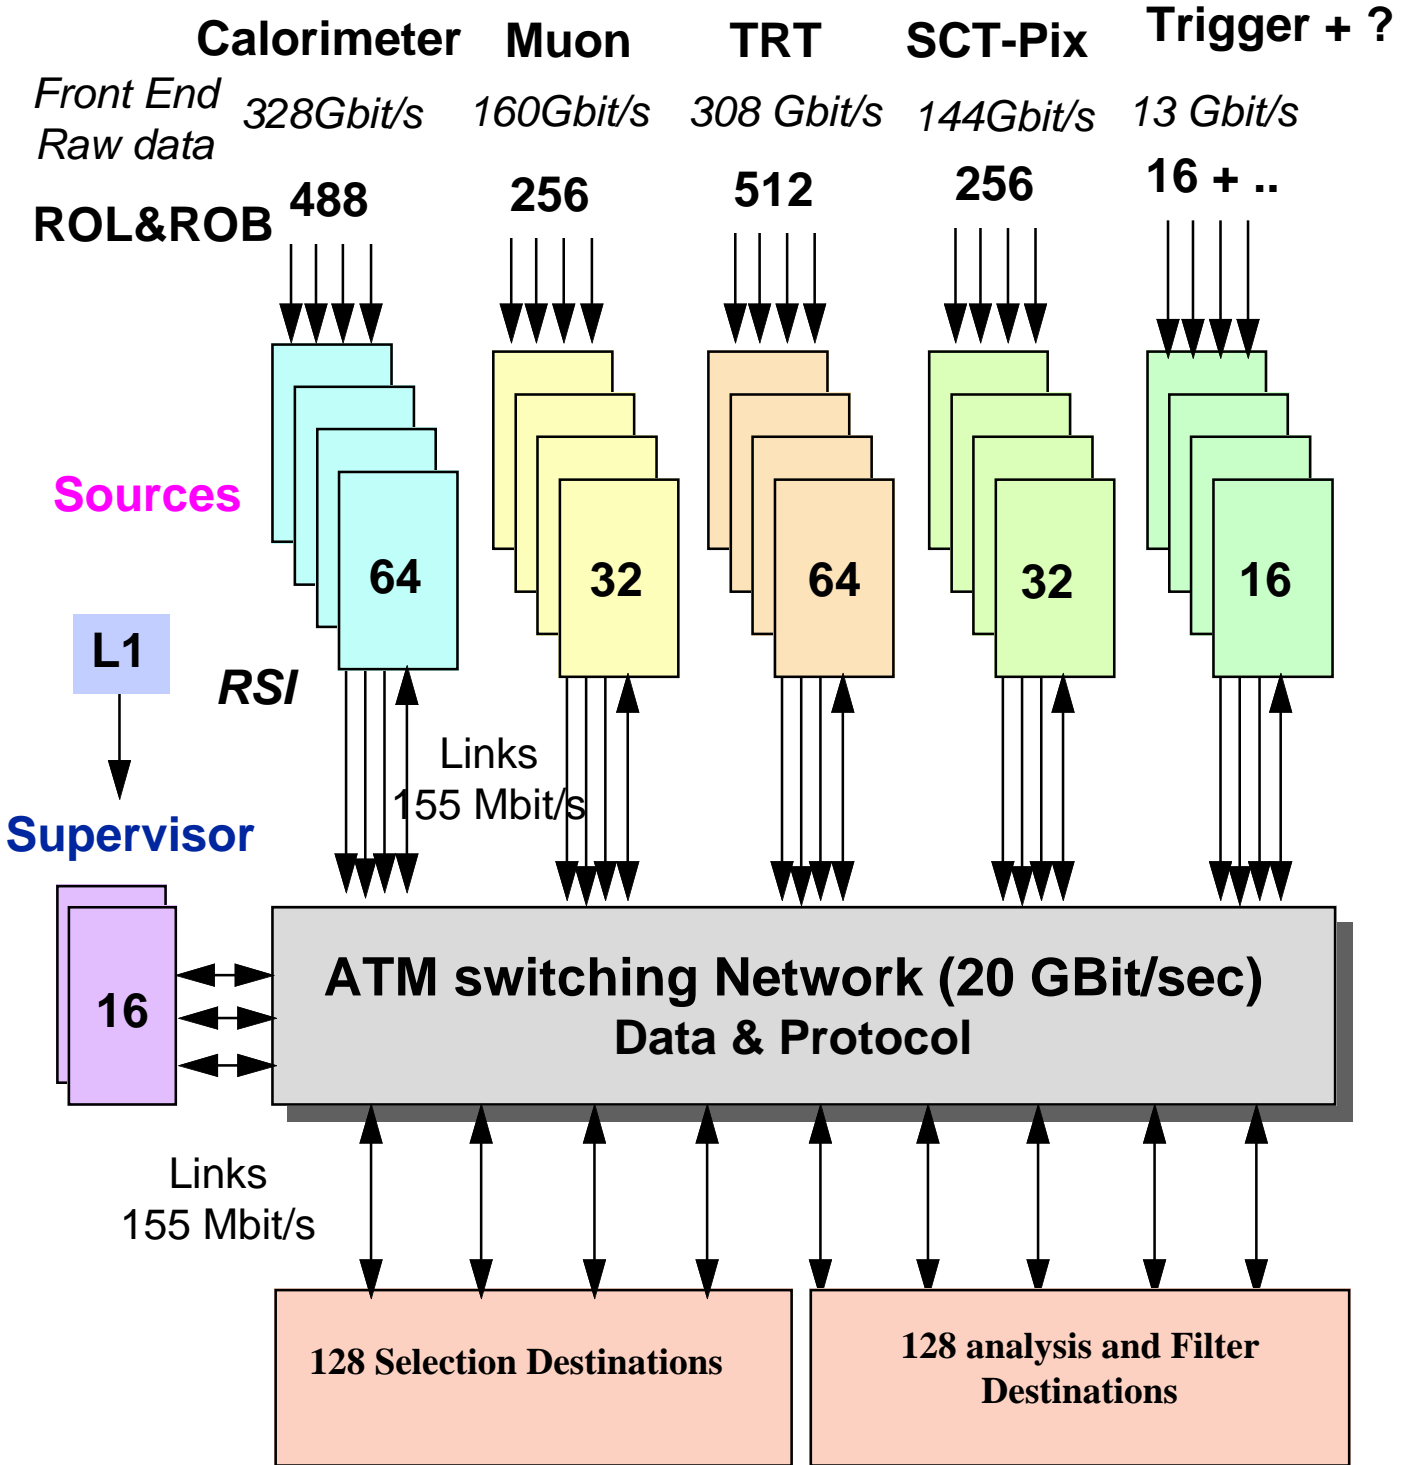 Calorimeter Muon TRT SCT-Pix Trigger + ?
Front End
Raw data
328Gbit/s 160Gbit/s 308 Gbit/s 144Gbit/s 13 Gbit/s
ROL&ROB 488 256 512 256 16 + ..
Sources
64 32 64 32 16
L1
RSI
Links
155 Mbit/s
Supervisor
16
ATM switching Network (20 GBit/sec)
Data & Protocol
Links
155 Mbit/s
128 Selection Destinations
128 analysis and Filter
Destinations